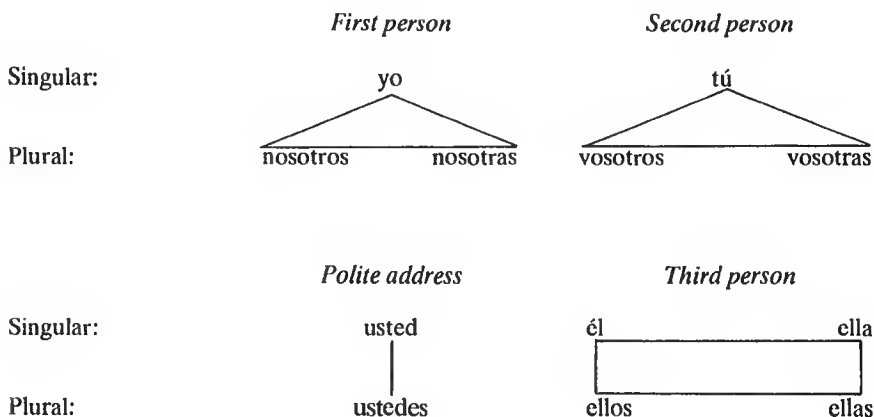 First person Second person
Singular: yo tú
Plural: nosotros nosotras vosotros vosotras
Polite address Third person
Singular: usted él ella
Plural: ustedes ellos ellas